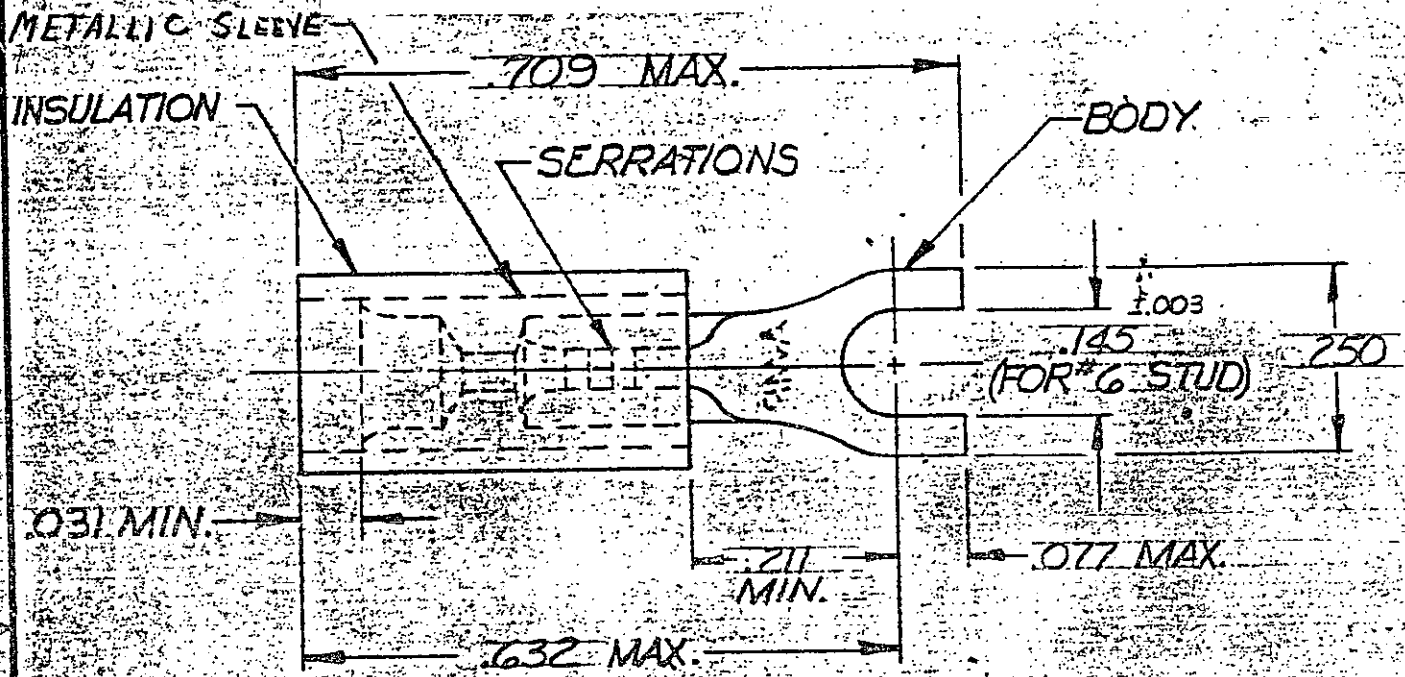 METALLIC SLEEVE
.709 MAX.
INSULATION
BODY
SERRATIONS
±.003
.145
(FOR #6 STUD)
.250
.031 MIN.
.211
MIN.
.077 MAX.
.632 MAX.